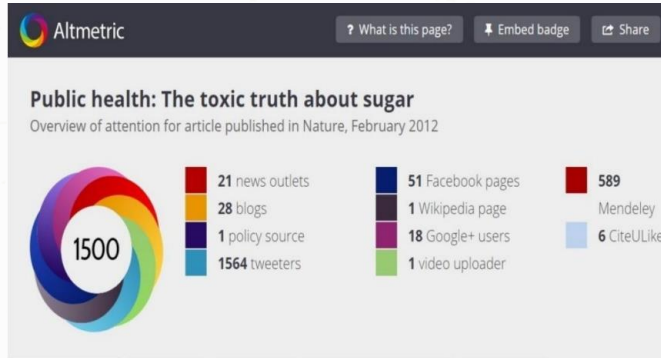 Altmetric
? What is this page?
Embed badge
Share
Public health: The toxic truth about sugar
Overview of attention for article published in Nature, February 2012
1500
21 news outlets
28 blogs
1 policy source
1564 tweeters
51 Facebook pages
1 Wikipedia page
18 Google+ users
1 video uploader
589
Mendeley
6 CiteULike